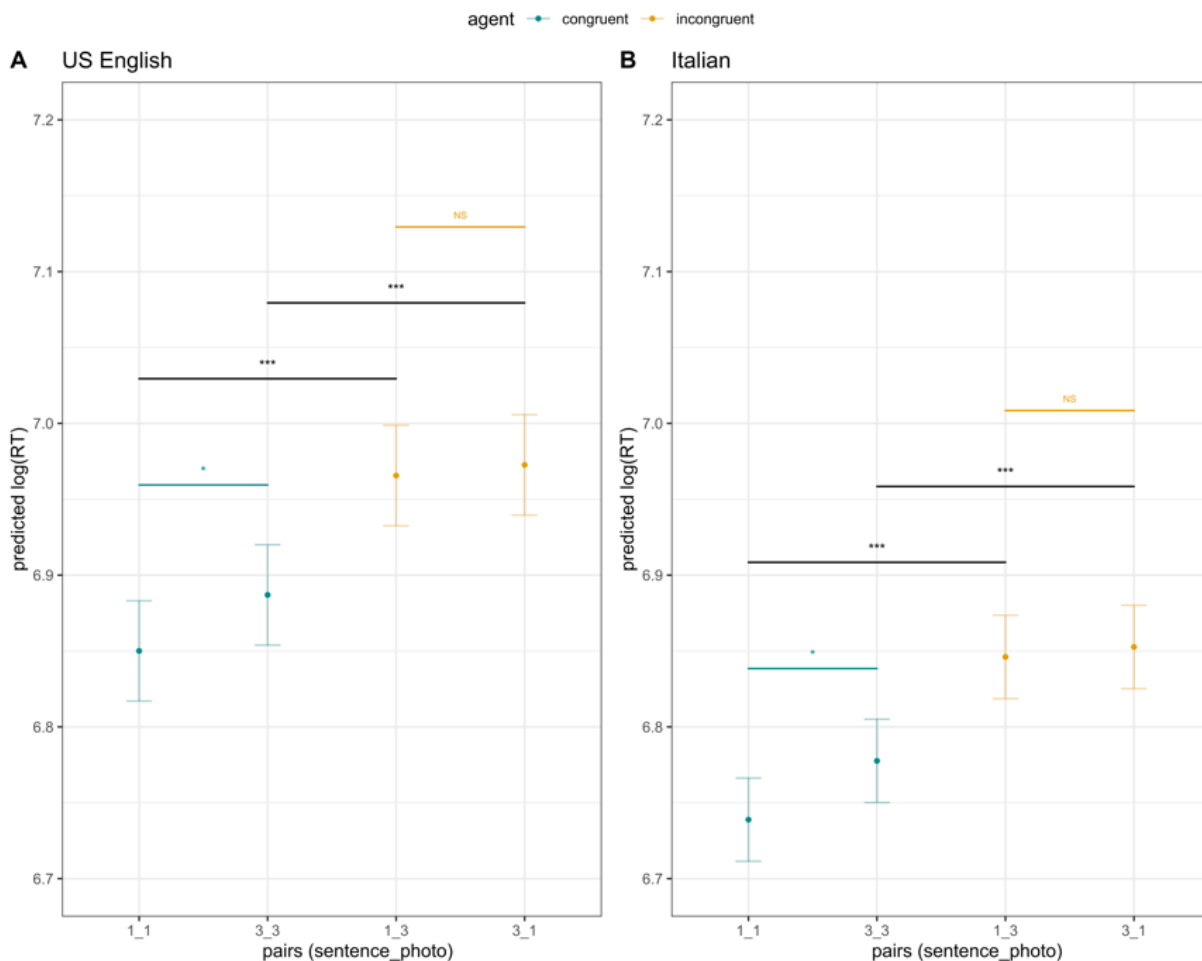 agent congruent incongruent
A US English
7.2
7.1
7.0
6.9
6.8
6.7
predicted log(RT)
NS
***
***
*
1_1 3_3 1_3 3_1
pairs (sentence_photo)
B Italian
7.2
7.1
7.0
6.9
6.8
6.7
predicted log(RT)
NS
***
***
*
1_1 3_3 1_3 3_1
pairs (sentence_photo)